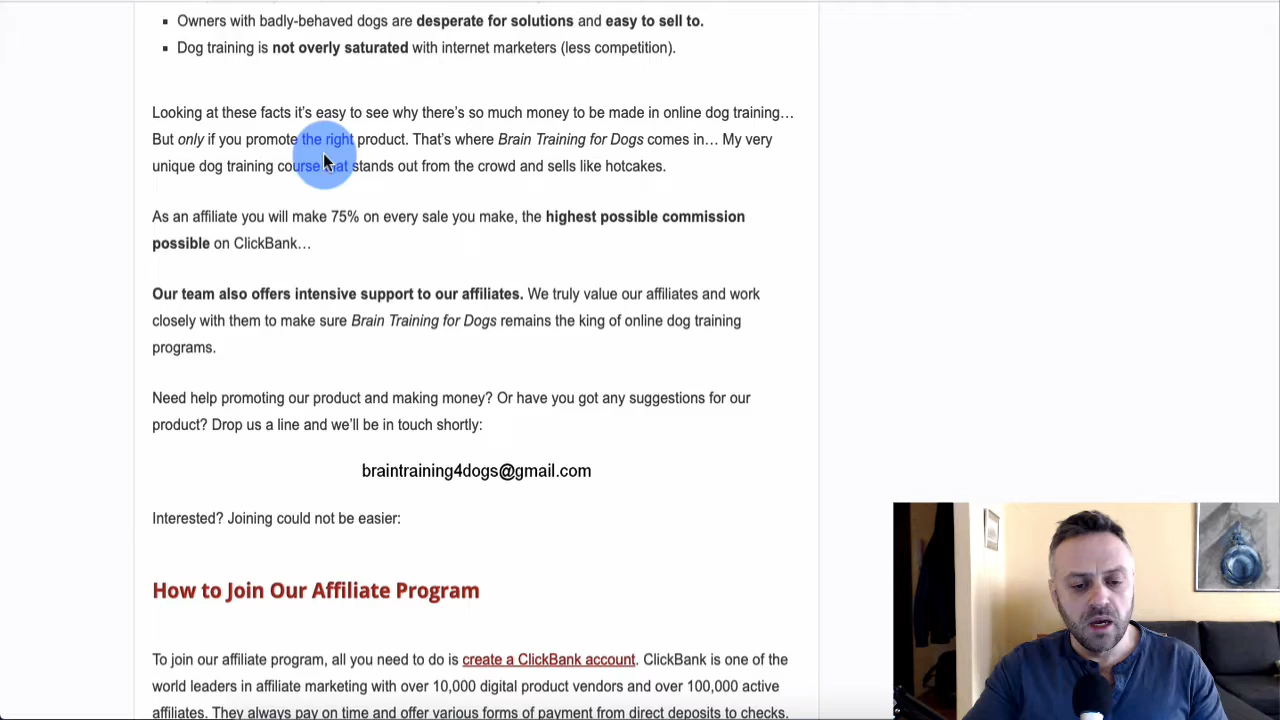 Owners with badly-behaved dogs are desperate for solutions and easy to sell to.
Dog training is not overly saturated with internet marketers (less competition).
Looking at these facts it's easy to see why there's so much money to be made in online dog training…
But only if you promote the right product. That's where Brain Training for Dogs comes in… My very
unique dog training course that stands out from the crowd and sells like hotcakes.
As an affiliate you will make 75% on every sale you make, the highest possible commission
possible on ClickBank…
Our team also offers intensive support to our affiliates. We truly value our affiliates and work
closely with them to make sure Brain Training for Dogs remains the king of online dog training
programs.
Need help promoting our product and making money? Or have you got any suggestions for our
product? Drop us a line and we'll be in touch shortly:
braintraining4dogs@gmail.com
Interested? Joining could not be easier:
How to Join Our Affiliate Program
To join our affiliate program, all you need to do is create a ClickBank account. ClickBank is one of the
world leaders in affiliate marketing with over 10,000 digital product vendors and over 100,000 active
affiliates. They always pay on time and offer various forms of payment from direct deposits to checks.